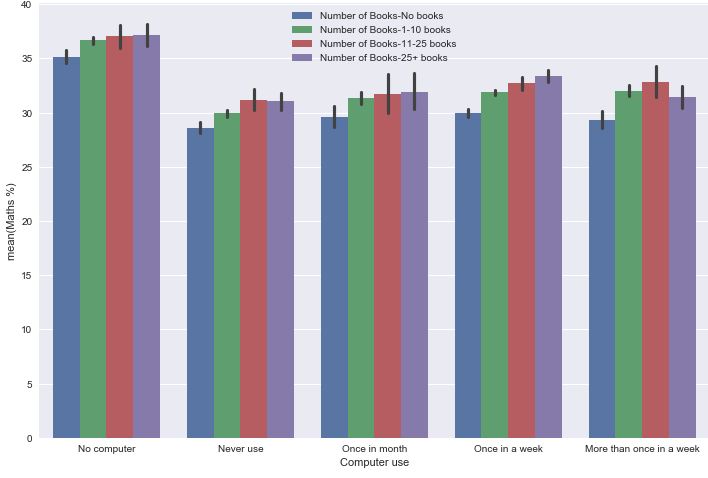 40
35
30
25
20
15
10
5
0
mean(Maths %)
Number of Books-No books
Number of Books-1-10 books
Number of Books-11-25 books
Number of Books-25+ books
No computer
Never use
Once in month
Once in a week
More than once in a week
Computer use